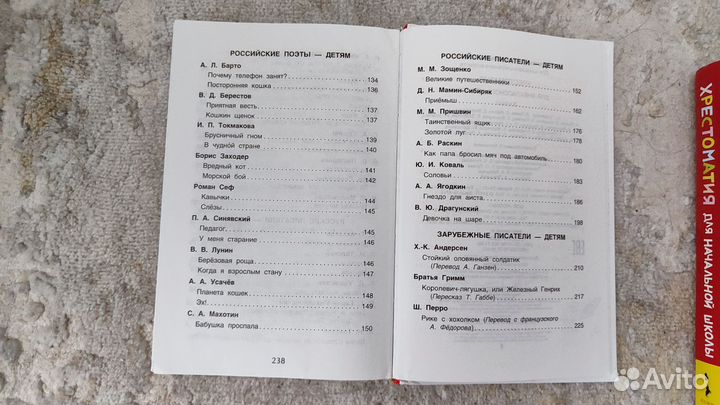 РОССИЙСКИЕ ПОЭТЫ — ДЕТЯМ
А. Л. Барто
Почему телефон занят? 134
Посторонняя кошка 136
В. Д. Берестов
Приятная весть 137
Кошкин щенок 137
И. П. Токмакова
Брусничный гном 139
В чудной стране 140
Борис Заходер
Вредный кот 141
Морской бой 142
Роман Сеф
Кавычки 144
Слёзы 145
П. А. Синявский
Педагог 145
У меня старание 146
В. В. Лунин
Берёзовая роща 146
Когда я взрослым стану 147
А. А. Усачёв
Планета кошек 148
Эх! 149
С. А. Махотин
Бабушка проспала 150
238
РОССИЙСКИЕ ПИСАТЕЛИ — ДЕТЯМ
М. М. Зощенко
Великие путешественники 152
Д. Н. Мамин-Сибиряк
Приёмыш 162
М. М. Пришвин
Таинственный ящик 176
Золотой луг 178
А. Б. Раскин
Как папа бросил мяч под автомобиль 180
Ю. И. Коваль
Соловьи 183
А. А. Ягодкин
Гнездо для аиста 186
В. Ю. Драгунский
Девочка на шаре 198
ЗАРУБЕЖНЫЕ ПИСАТЕЛИ — ДЕТЯМ
Х.-К. Андерсен
Стойкий оловянный солдатик
(Перевод А. Ганзен) 210
Братья Гримм
Королевич-лягушка, или Железный Генрих
(Пересказ Т. Габбе) 217
Ш. Перро
Рике с хохолком (Перевод с французского
А. Фёдорова) 225
ХРЕСТОМАТИЯ для НАЧАЛЬНОЙ ШКОЛЫ
Avito